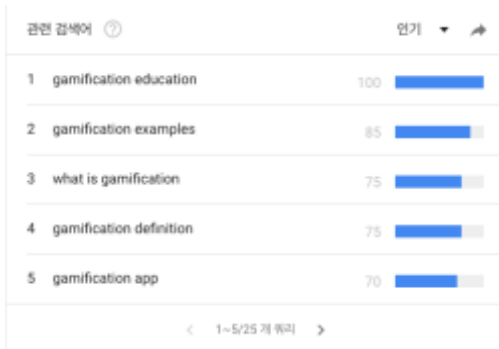 관련 검색어 ?
인기
1 gamification education 100
2 gamification examples 85
3 what is gamification 75
4 gamification definition 75
5 gamification app 70
1~5/25 개 쿼리